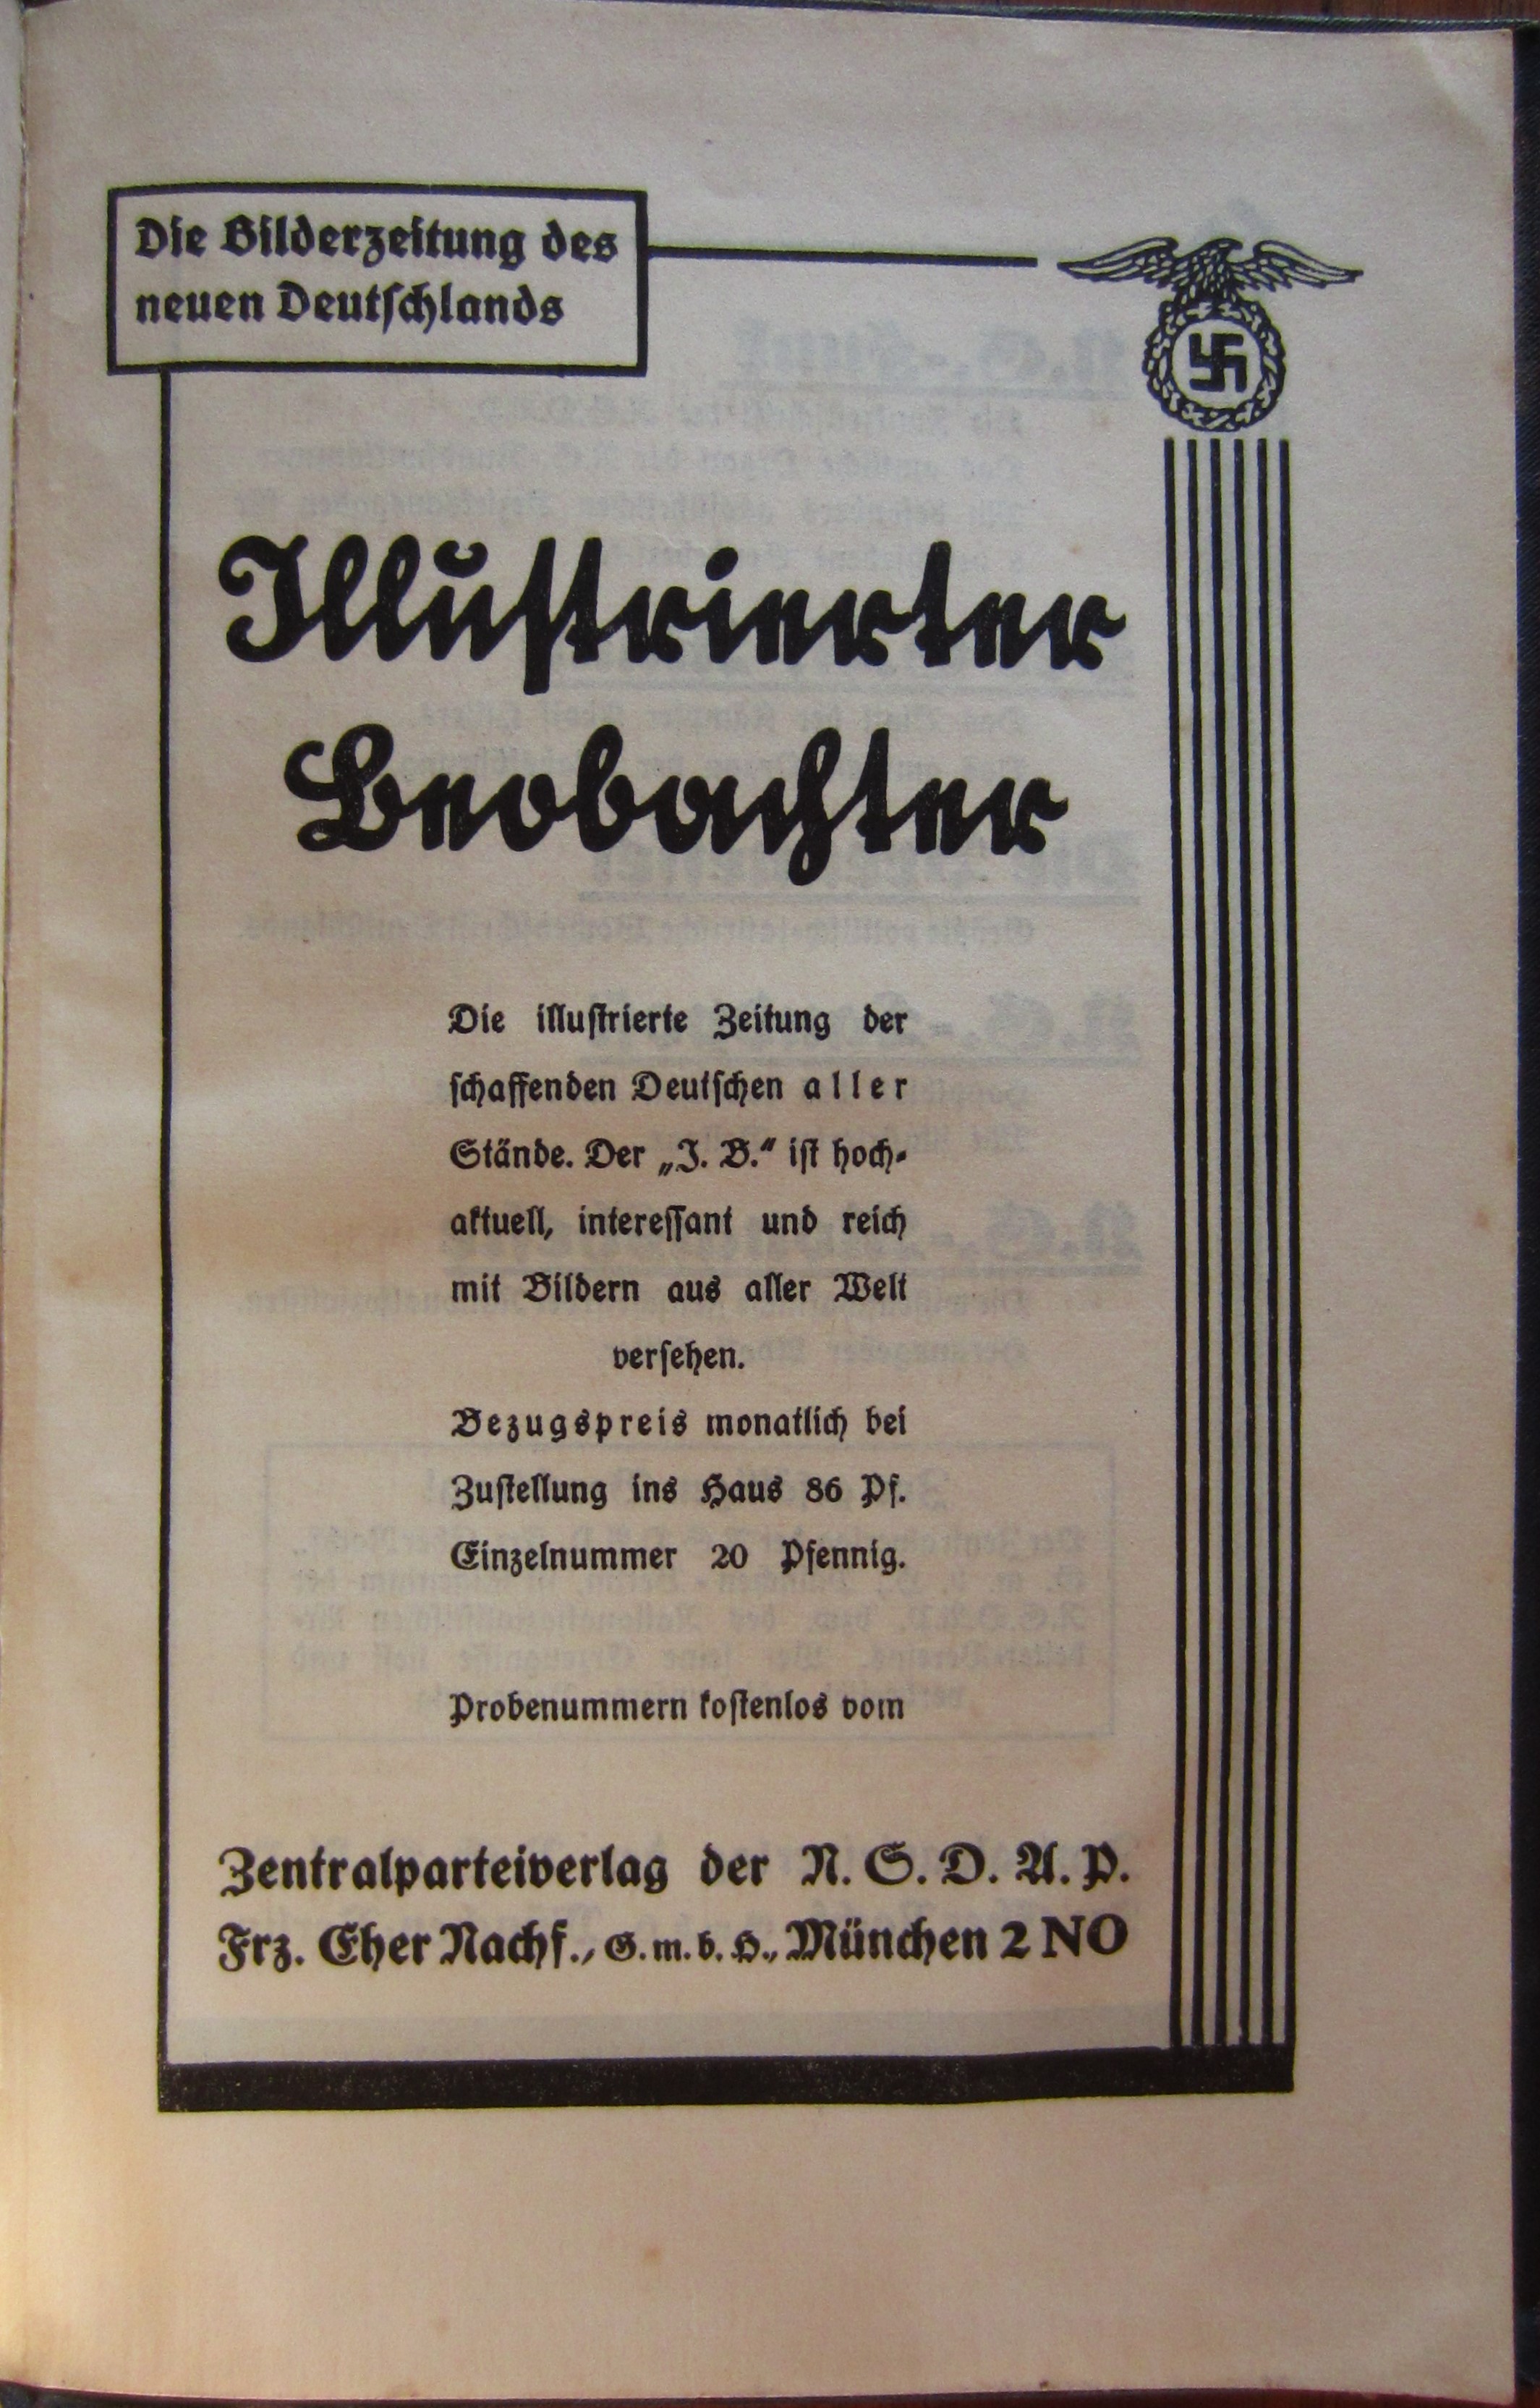 Die Bilderzeitung des
neuen Deutschlands
Illustrierter
Beobachter
Die illustrierte Zeitung der
schaffenden Deutschen aller
Stände. Der „I. B.“ ist hoch-
aktuell, interessant und reich
mit Bildern aus aller Welt
versehen.
Bezugspreis monatlich bei
Zustellung ins Haus 86 Pf.
Einzelnummer 20 Pfennig.
Probenummern kostenlos vom
Zentralparteiverlag der N. S. D. A. P.
Frz. Eher Nachf., G. m. b. H., München 2 NO